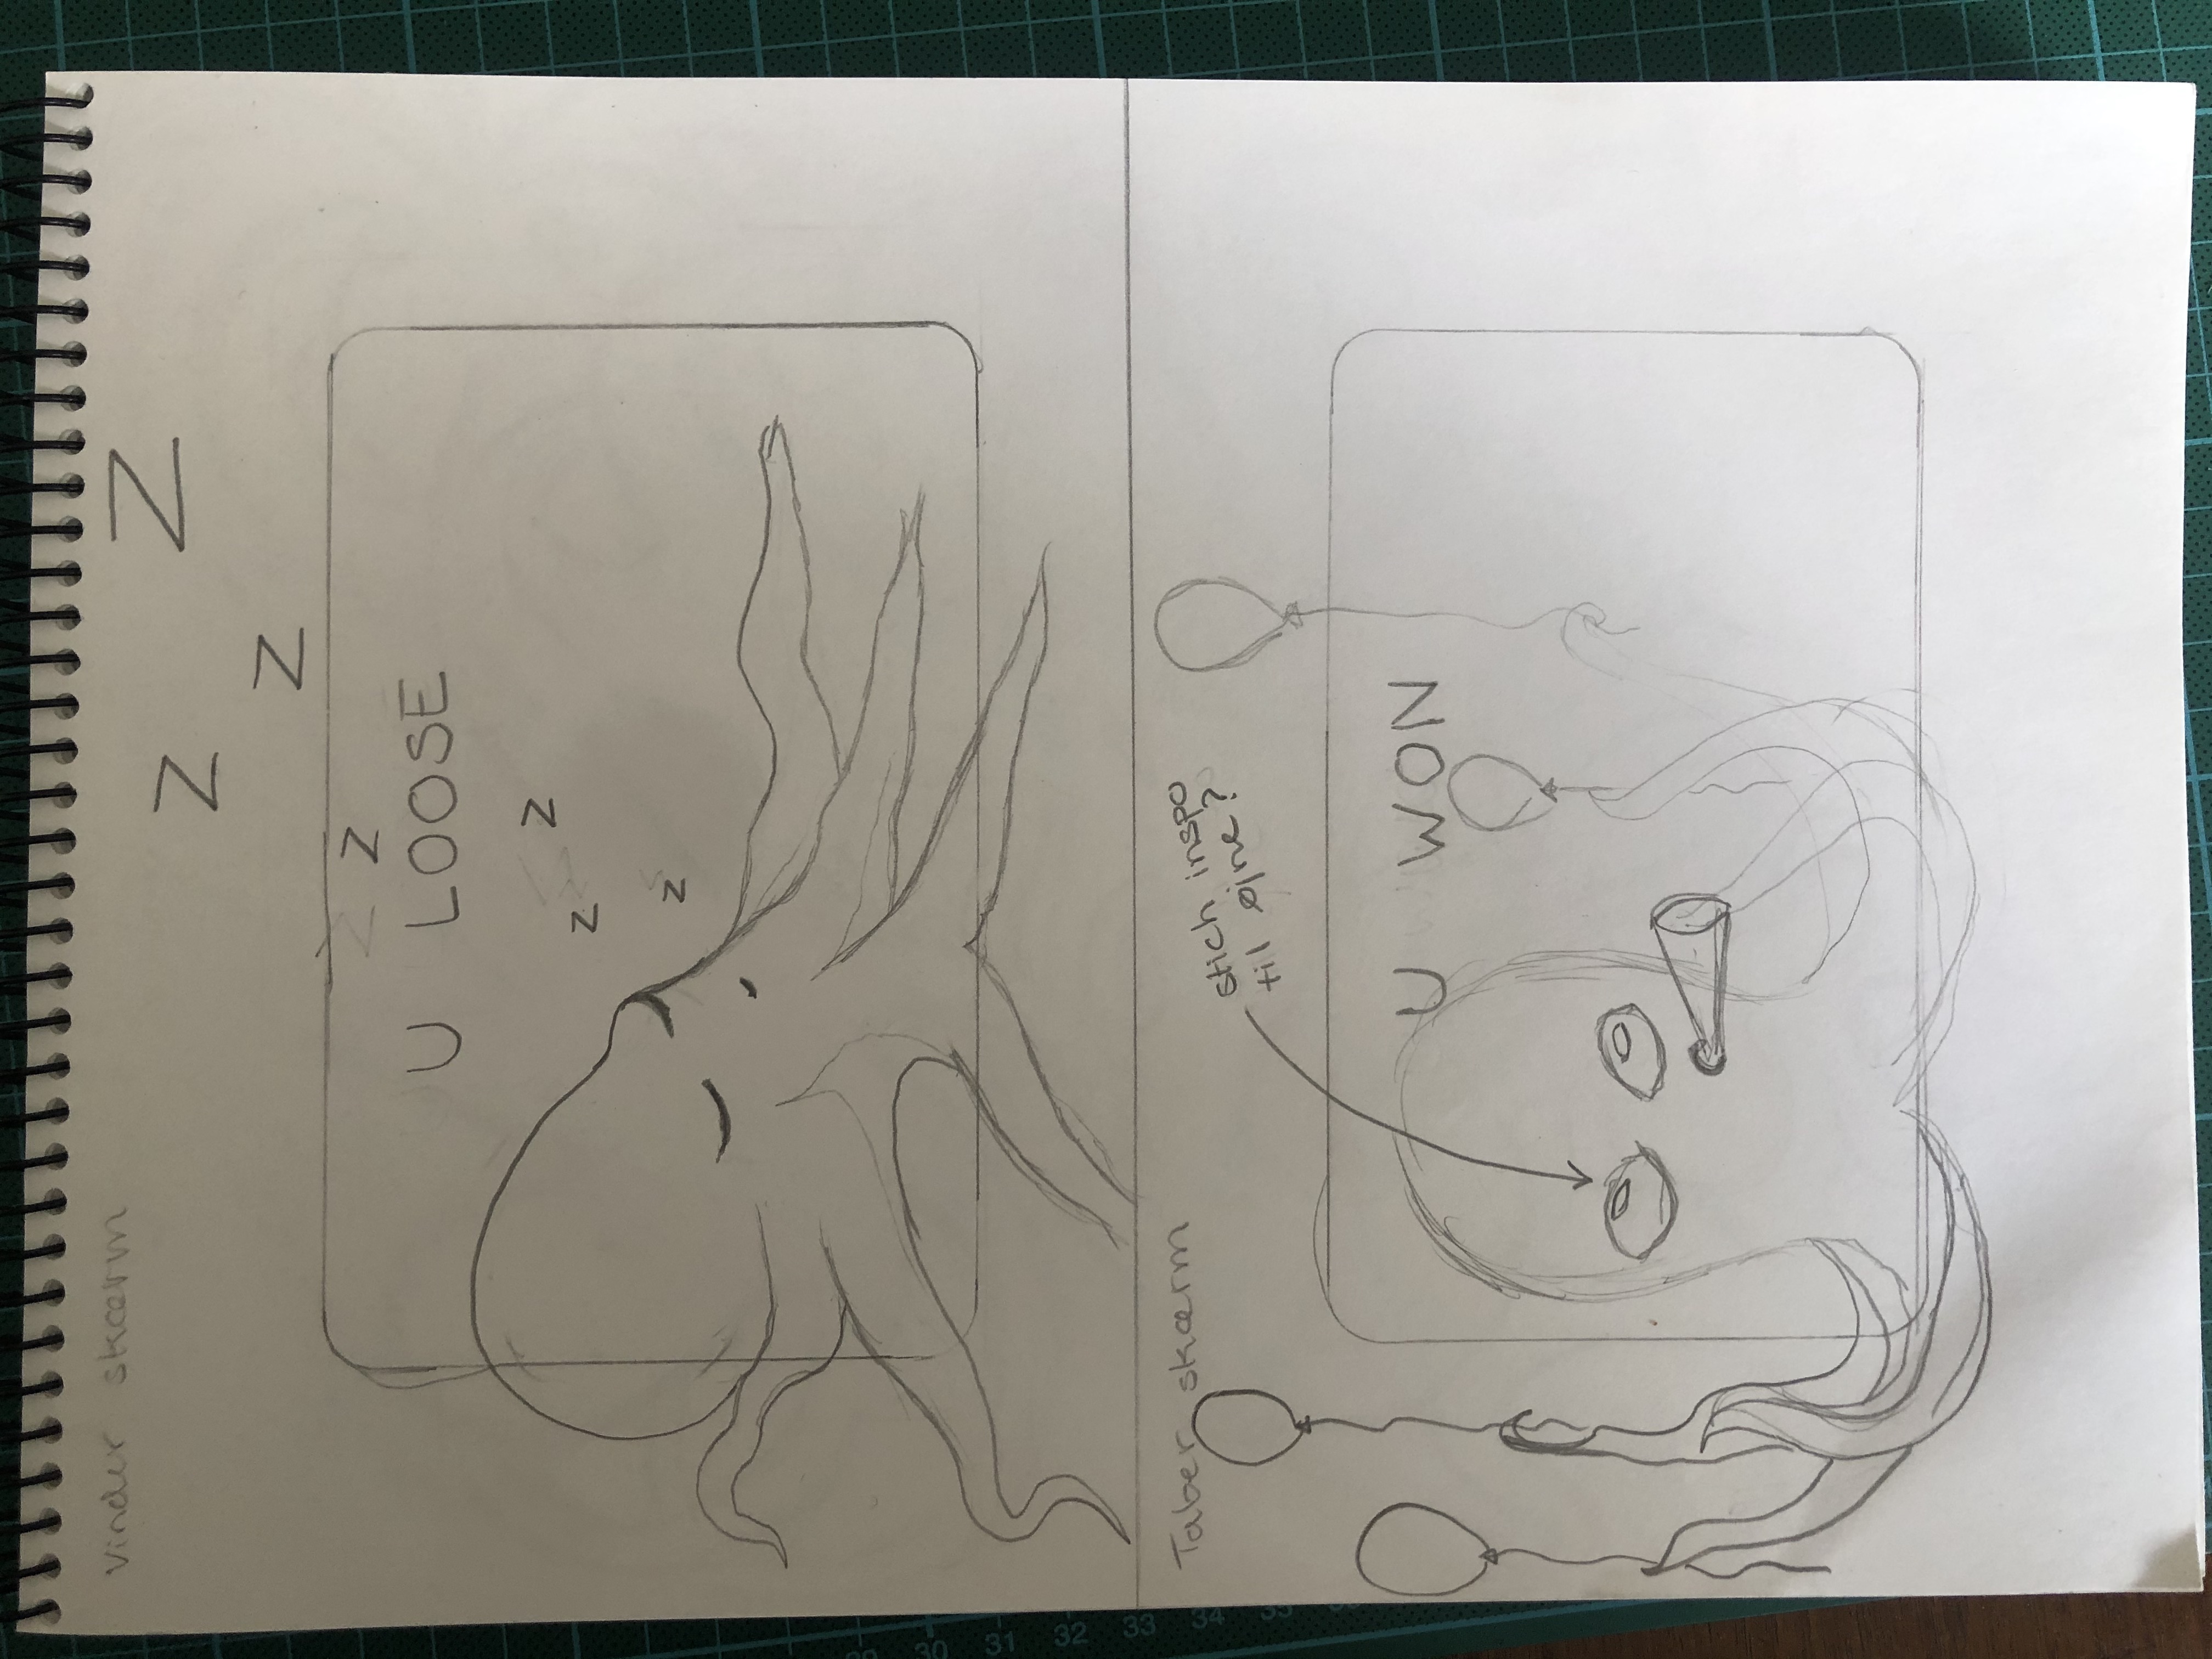 Vinder skærm
Z
Z
Z
Z
U LOOSE
Z
Z
Z
Taber skærm
stich inspo
til øjne?
U WON
30 31 32 33 34